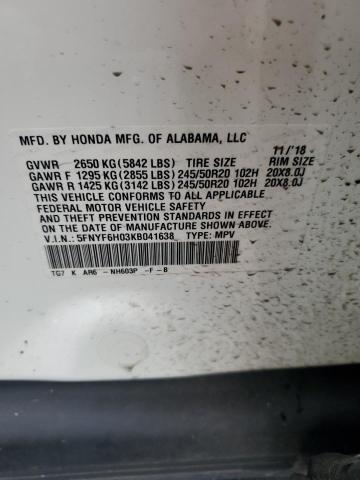 MFD. BY HONDA MFG. OF ALABAMA, LLC 11/'18
GVWR 2650 KG(5842 LBS) TIRE SIZE RIM SIZE
GAWR F 1295 KG(2855 LBS)245/50R20 102H 20X8.0J
GAWR R 1425 KG(3142 LBS)245/50R20 102H 20X8.0J
THIS VEHICLE CONFORMS TO ALL APPLICABLE
FEDERAL MOTOR VEHICLE
SAFETY STANDARDS IN EFFECT
ON THE DATE OF MANUFACTURE SHOWN ABOVE.
V.I.N: 5FNYF6H03KB041638 TYPE: MPV
TG7 K AR6 -NH603P -F-B